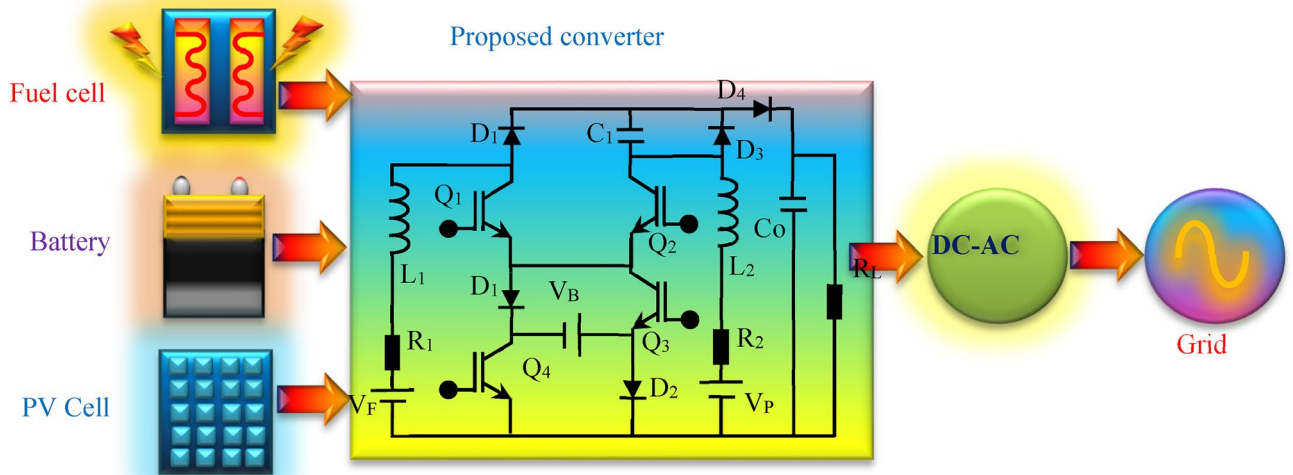 Proposed converter
Fuel cell
Battery
PV Cell
D4
D1
C1
D3
Q1
Q2
Co
L1
L2
RL
D1
VB
R1
Q4
Q3
R2
VF
D2
VP
DC-AC
Grid